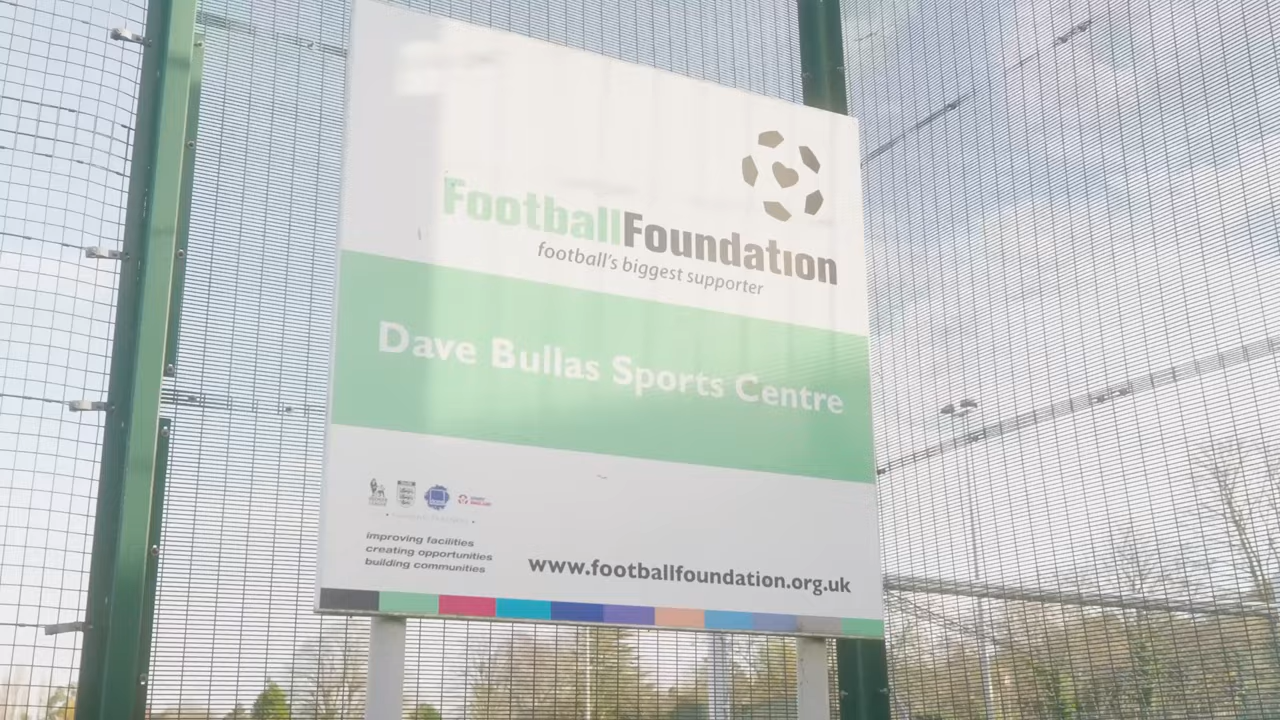 FootballFoundation
football's biggest supporter
Dave Bullas Sports Centre
improving facilities
creating opportunities
building communities
www.footballfoundation.org.uk